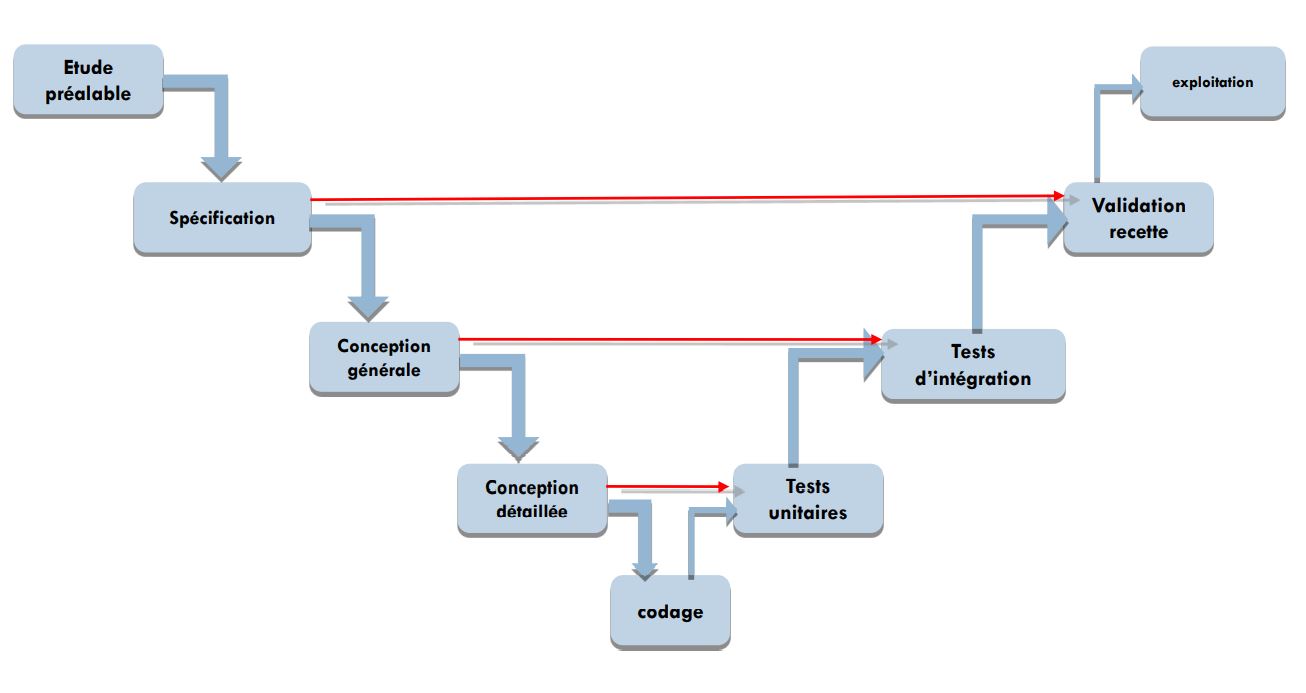 Etude
préalable
exploitation
Spécification
Validation
recette
Conception
générale
Tests
d'intégration
Conception
détaillée
Tests
unitaires
codage